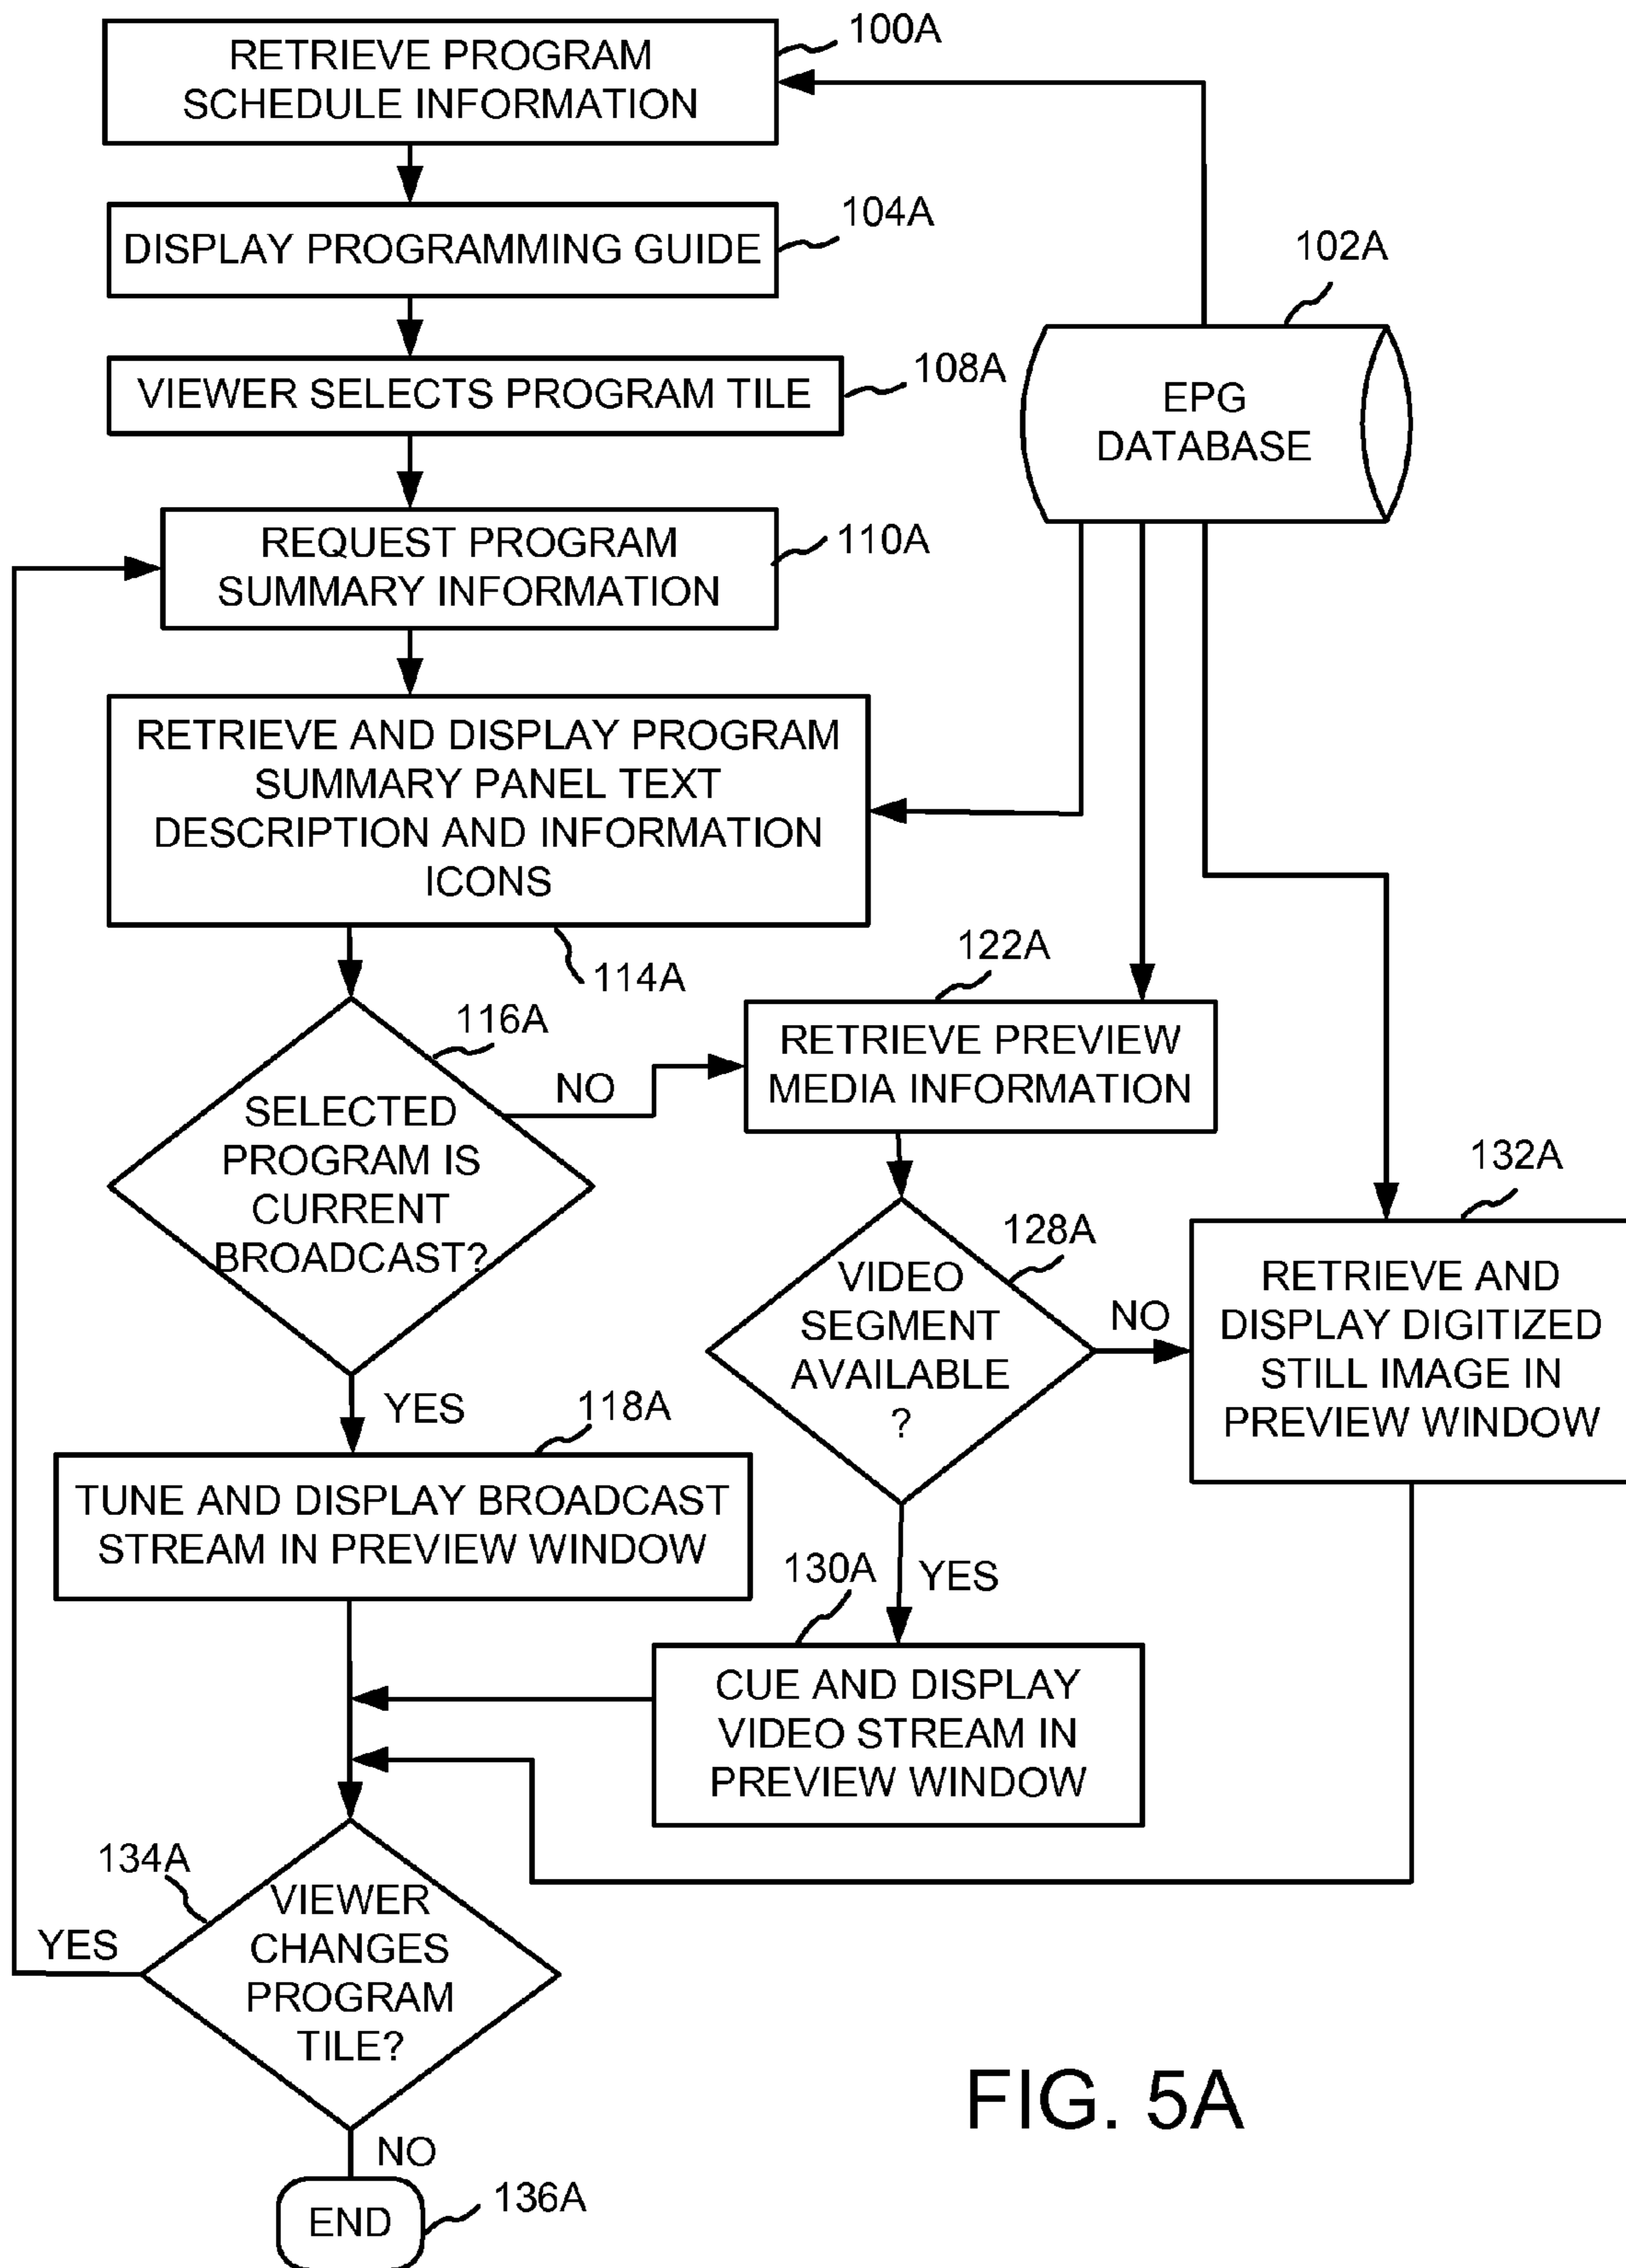 RETRIEVE PROGRAM
SCHEDULE INFORMATION
100A
DISPLAY PROGRAMMING GUIDE
104A
102A
VIEWER SELECTS PROGRAM TILE
108A
EPG
DATABASE
REQUEST PROGRAM
SUMMARY INFORMATION
110A
RETRIEVE AND DISPLAY PROGRAM
SUMMARY PANEL TEXT
DESCRIPTION AND INFORMATION
ICONS
114A
116A
SELECTED
PROGRAM IS
CURRENT
BROADCAST?
NO
122A
RETRIEVE PREVIEW
MEDIA INFORMATION
128A
VIDEO
SEGMENT
AVAILABLE
?
NO
132A
RETRIEVE AND
DISPLAY DIGITIZED
STILL IMAGE IN
PREVIEW WINDOW
YES
118A
TUNE AND DISPLAY BROADCAST
STREAM IN PREVIEW WINDOW
130A
YES
CUE AND DISPLAY
VIDEO STREAM IN
PREVIEW WINDOW
134A
VIEWER
CHANGES
PROGRAM
TILE?
YES
NO
END
136A
FIG. 5A